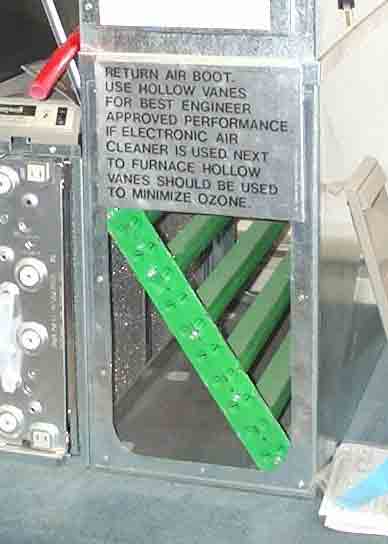 RETURN AIR BOOT.
USE HOLLOW VANES
FOR BEST ENGINEER
APPROVED PERFORMANCE.
IF ELECTRONIC AIR
CLEANER IS USED NEXT
TO FURNACE HOLLOW
VANES SHOULD BE USED
TO MINIMIZE OZONE.